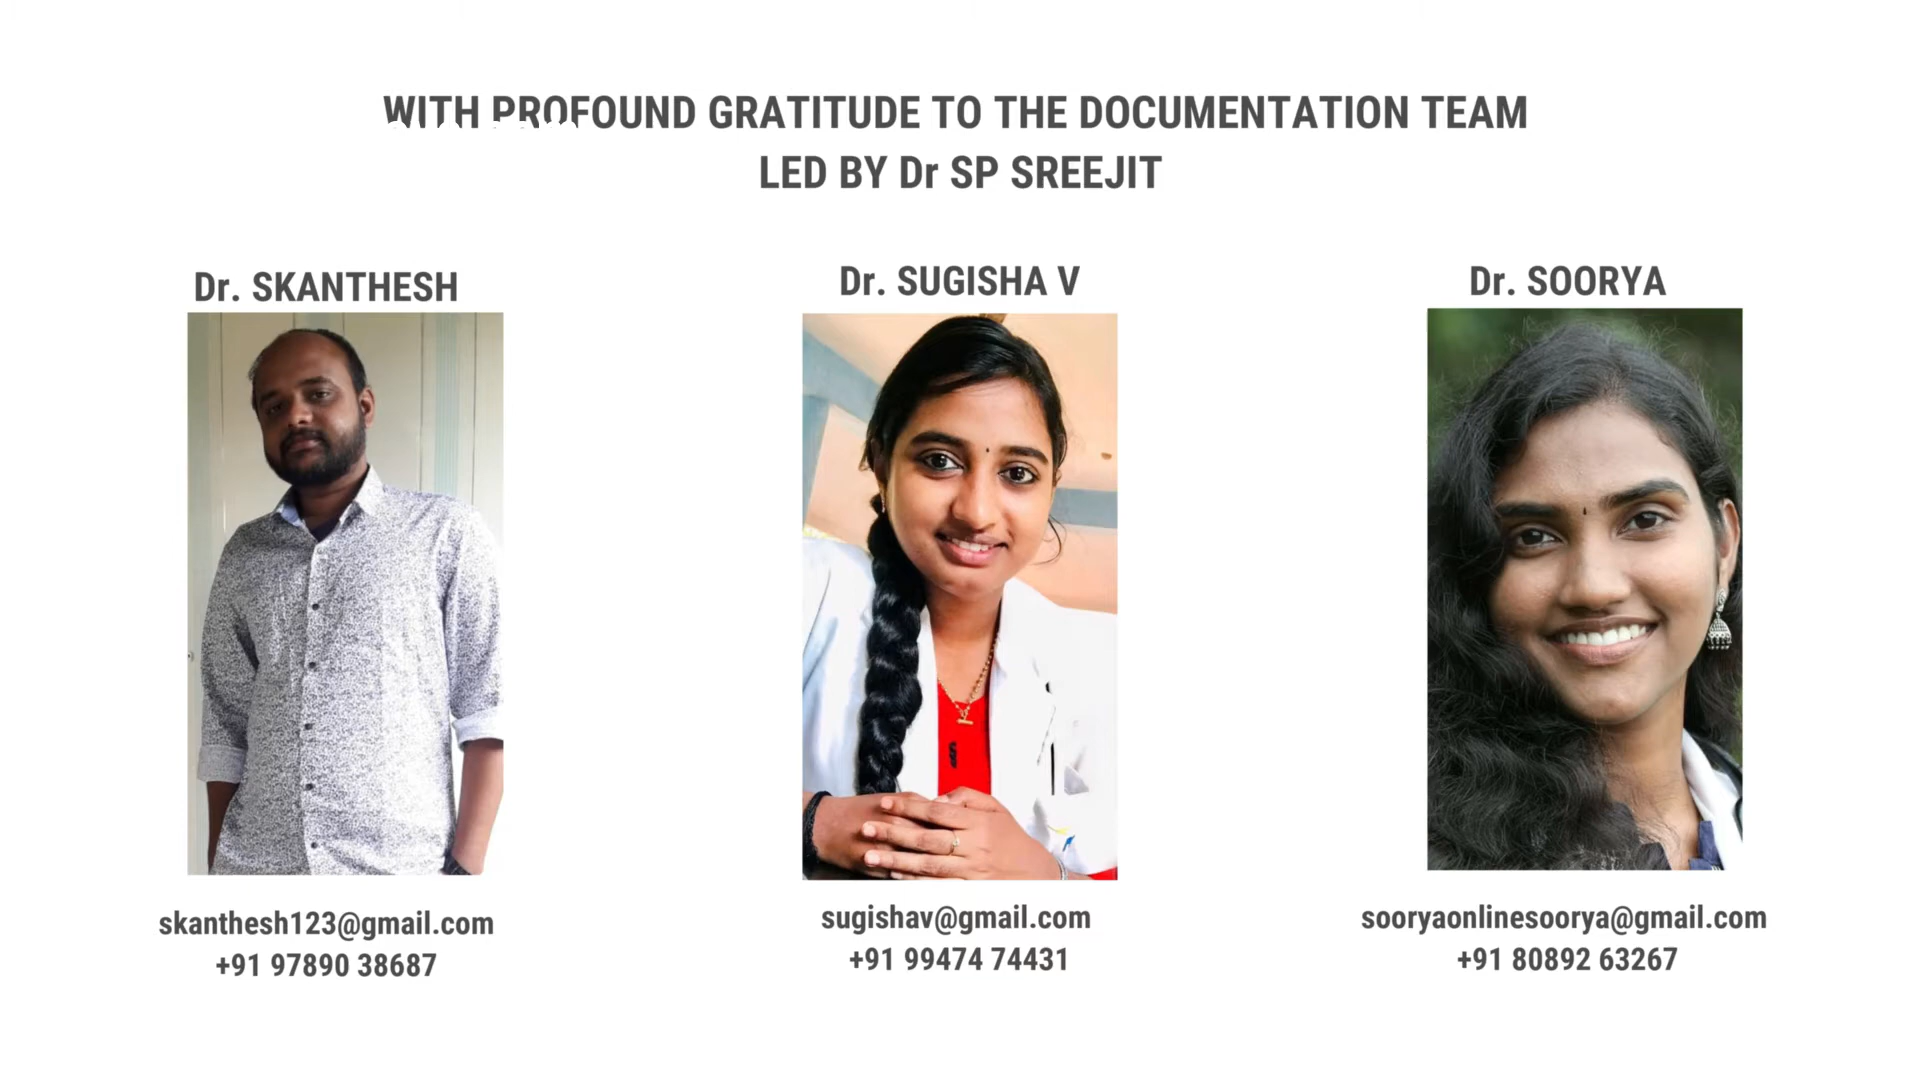 WITH PROFOUND GRATITUDE TO THE DOCUMENTATION TEAM
LED BY Dr SP SREEJIT
Dr. SKANTHESH
Dr. SUGISHA V
Dr. SOORYA
skanthesh123@gmail.com
+91 97890 38687
sugishav@gmail.com
+91 99474 74431
sooryaonlinesoorya@gmail.com
+91 80892 63267